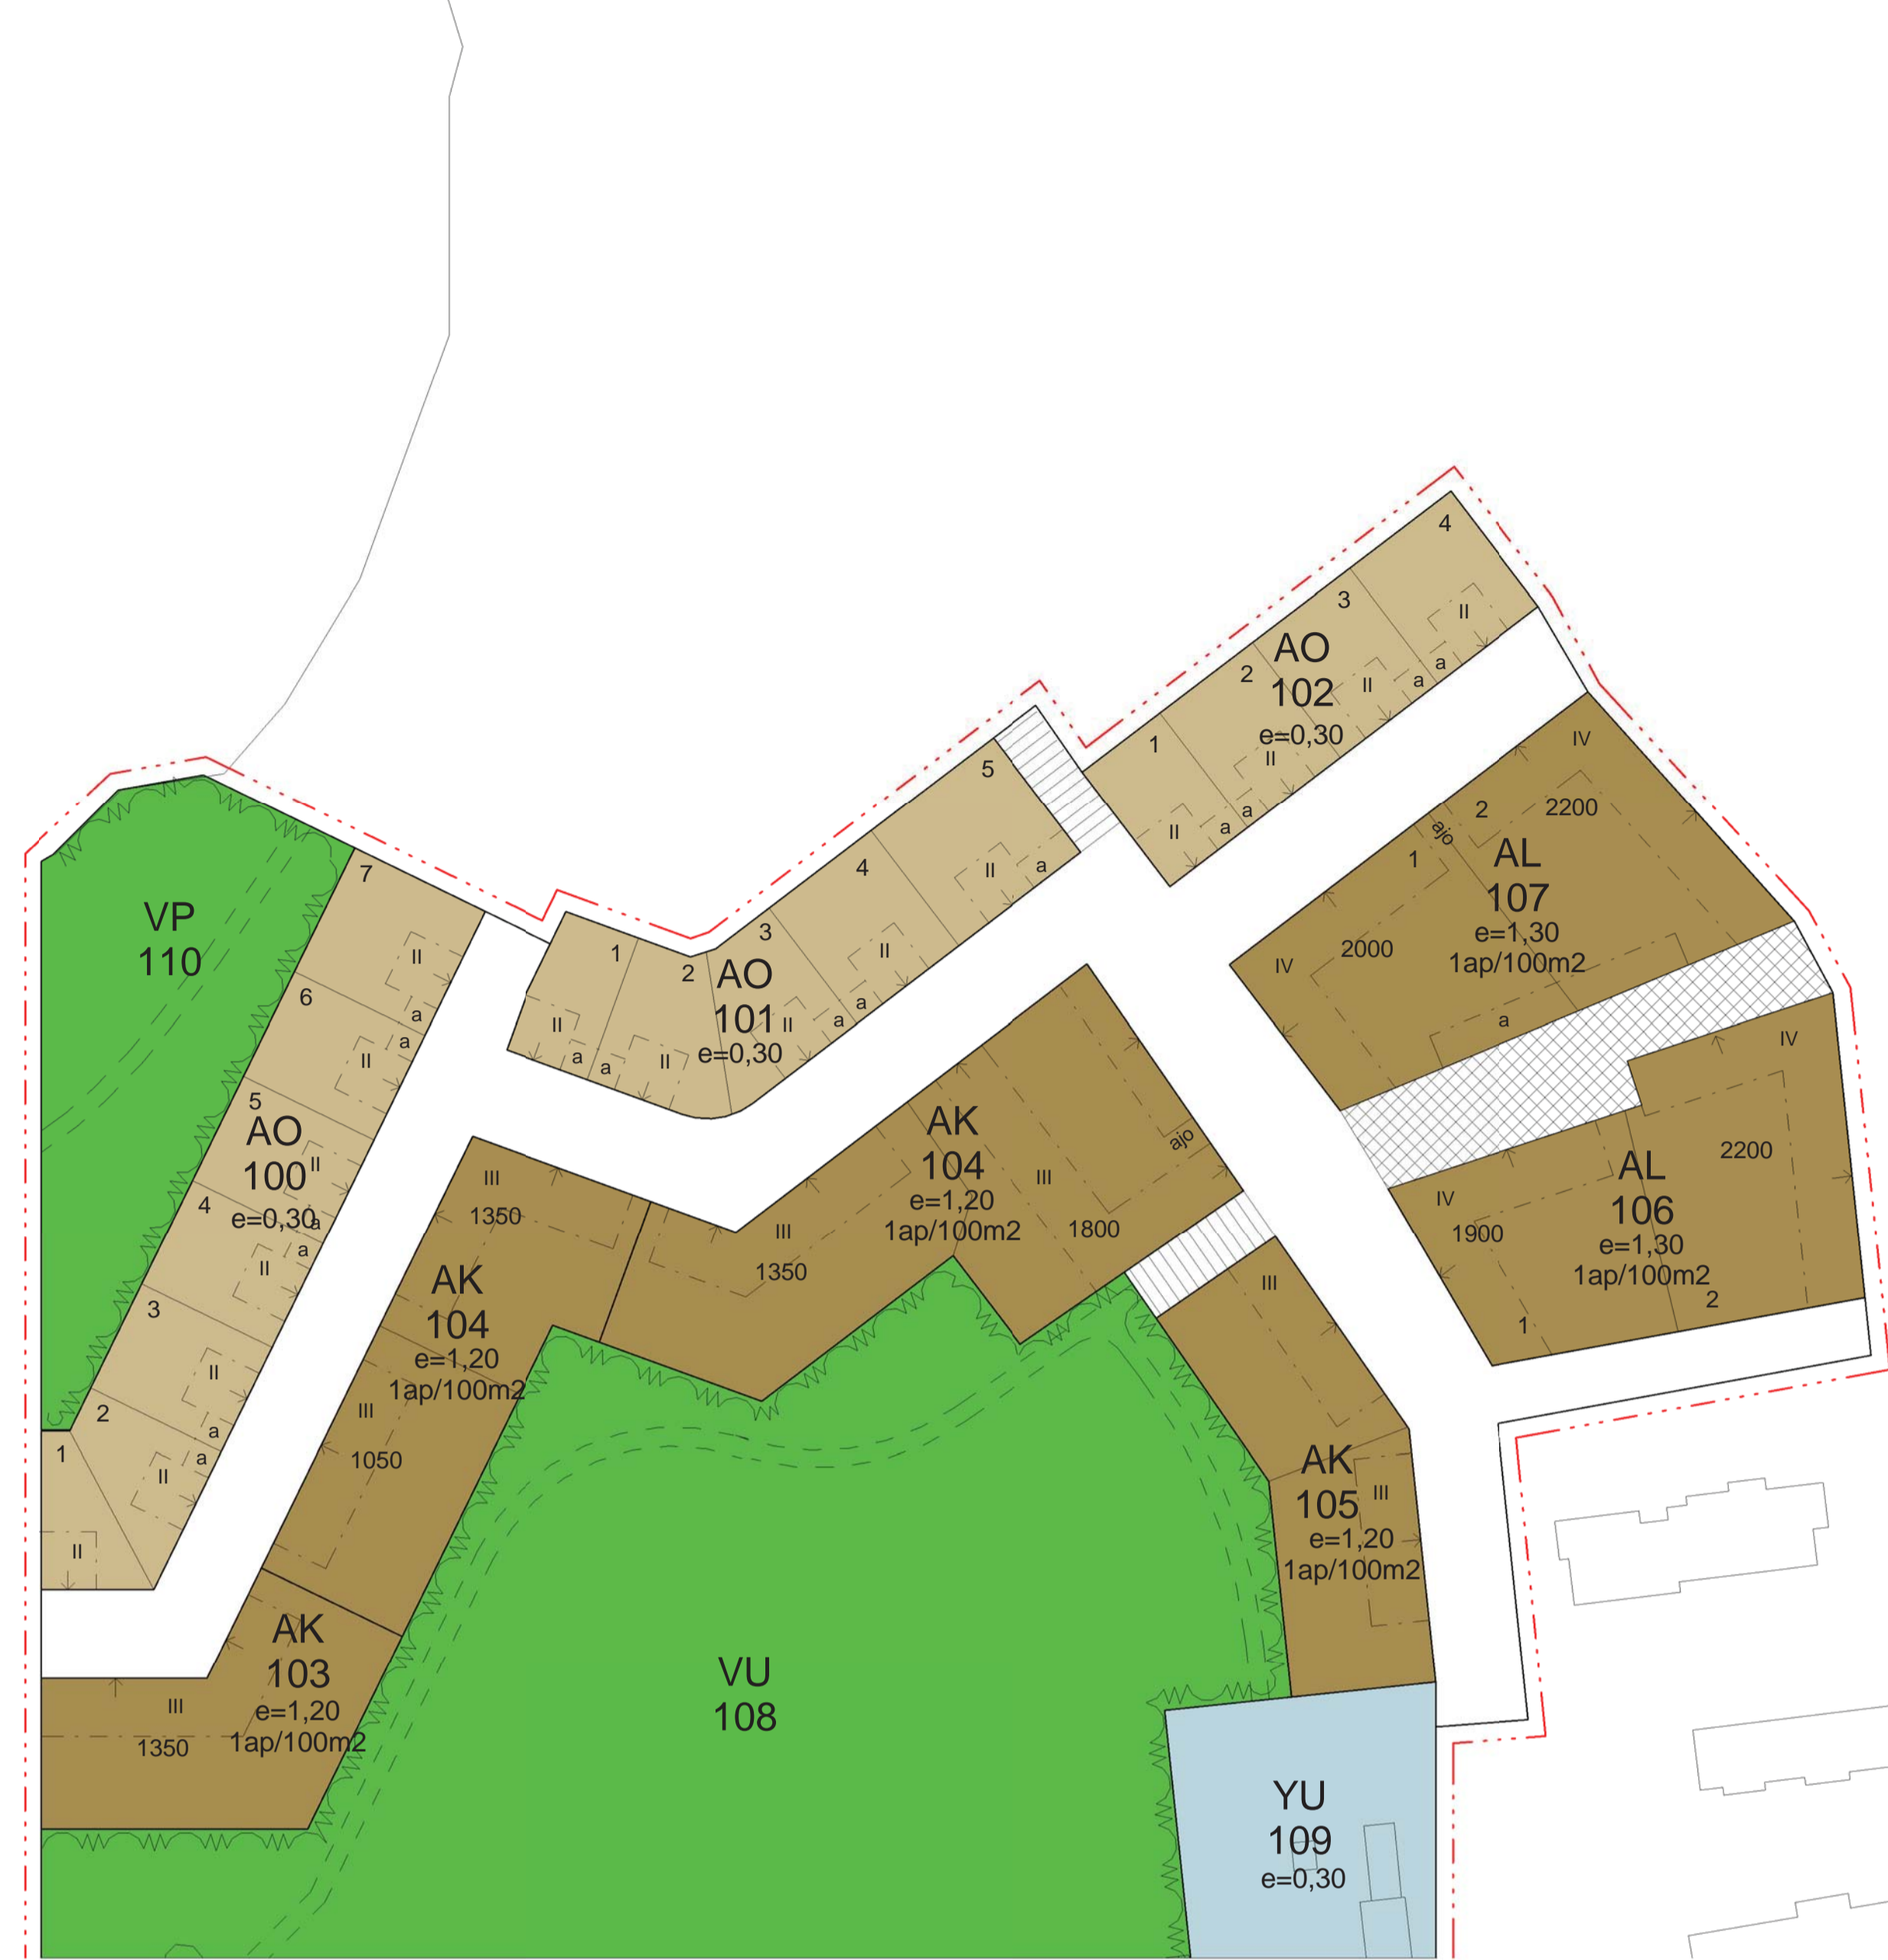 4
3
II
AO
102
e=0,30
2
II
a
a
1
II
II
a
a
5
4
II
a
3
II
1
2
AO
101
e=0,30
II
a
a
II
II
a
a
IV
2
2200
ajo
1
AL
107
e=1,30
1ap/100m2
2000
IV
a
IV
2200
AL
106
e=1,30
1ap/100m2
IV
1900
2
1
VP
110
7
II
a
6
II
a
5
AO
100
e=0,30
II
a
4
II
a
3
II
a
2
II
a
1
II
AK
104
e=1,20
1ap/100m2
III
1800
ajo
III
1350
III
1350
AK
104
e=1,20
1ap/100m2
III
1050
III
AK
105
III
e=1,20
1ap/100m2
AK
103
e=1,20
1ap/100m2
III
1350
VU
108
YU
109
e=0,30